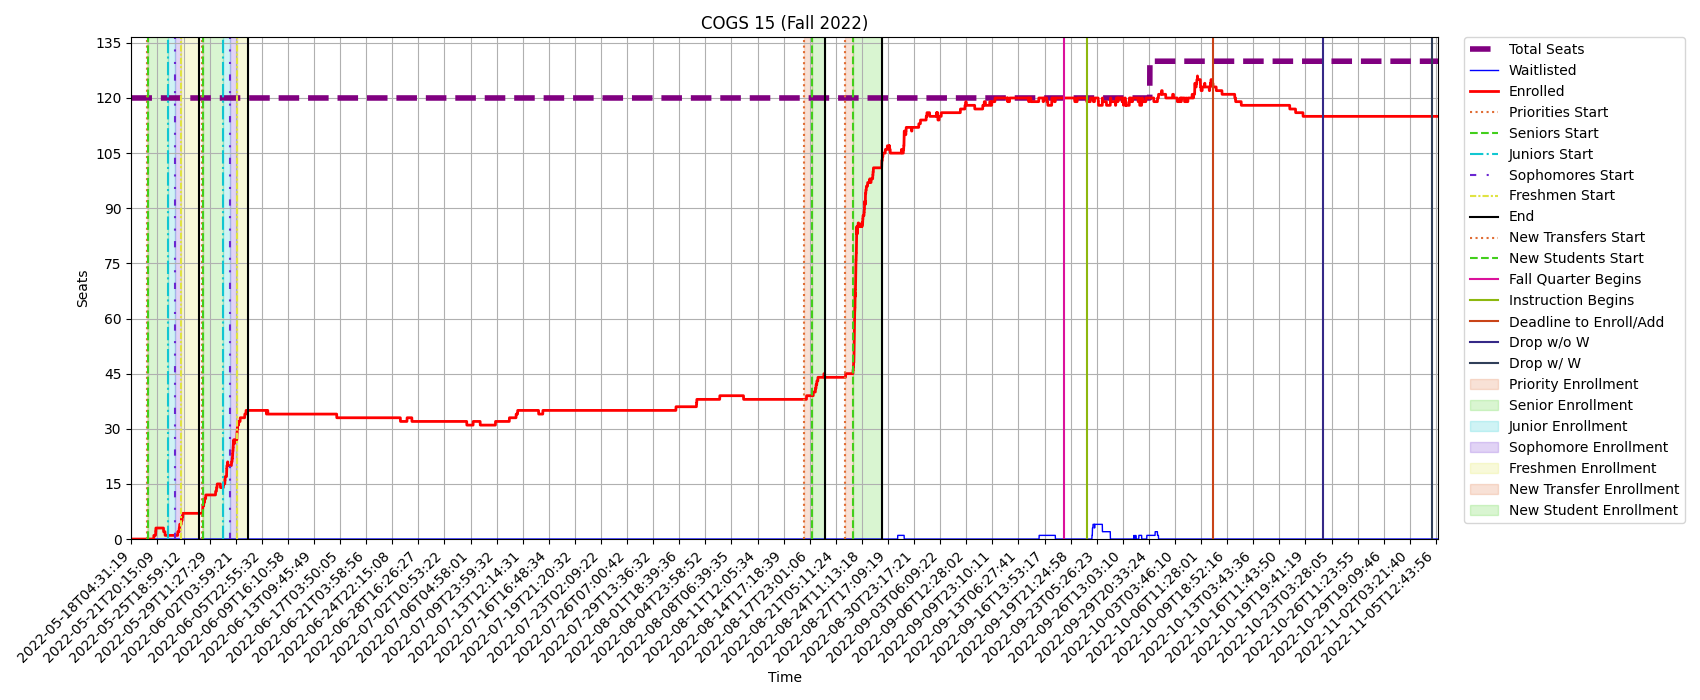 COGS 15 (Fall 2022)
Seats
135
120
105
90
75
60
45
30
15
0
2022-05-18T04:31:19
2022-05-21T20:15:09
2022-05-25T18:59:12
2022-05-29T11:27:29
2022-06-02T03:59:21
2022-06-05T22:55:32
2022-06-09T16:10:58
2022-06-13T09:45:49
2022-06-17T03:50:05
2022-06-21T03:58:56
2022-06-24T22:15:08
2022-06-28T16:26:27
2022-07-02T10:53:22
2022-07-06T04:58:01
2022-07-09T23:59:32
2022-07-13T12:14:31
2022-07-16T16:48:34
2022-07-19T21:20:32
2022-07-23T02:09:22
2022-07-26T07:00:42
2022-07-29T13:36:32
2022-08-01T18:39:36
2022-08-04T23:58:52
2022-08-08T06:39:35
2022-08-11T12:05:34
2022-08-14T17:18:39
2022-08-17T23:01:06
2022-08-21T05:11:24
2022-08-24T11:13:18
2022-08-27T17:09:19
2022-08-30T23:17:21
2022-09-03T06:09:22
2022-09-06T12:28:02
2022-09-09T23:10:11
2022-09-13T06:27:41
2022-09-16T13:53:17
2022-09-19T21:24:58
2022-09-23T05:26:23
2022-09-26T13:03:10
2022-09-29T20:33:24
2022-10-03T03:46:10
2022-10-06T11:28:01
2022-10-09T18:52:16
2022-10-13T03:43:36
2022-10-16T11:43:50
2022-10-19T19:41:19
2022-10-23T03:28:05
2022-10-26T11:23:55
2022-10-29T19:09:46
2022-11-02T03:21:40
2022-11-05T12:43:56
Time
Total Seats
Waitlisted
Enrolled
Priorities Start
Seniors Start
Juniors Start
Sophomores Start
Freshmen Start
End
New Transfers Start
New Students Start
Fall Quarter Begins
Instruction Begins
Deadline to Enroll/Add
Drop w/o W
Drop w/ W
Priority Enrollment
Senior Enrollment
Junior Enrollment
Sophomore Enrollment
Freshmen Enrollment
New Transfer Enrollment
New Student Enrollment